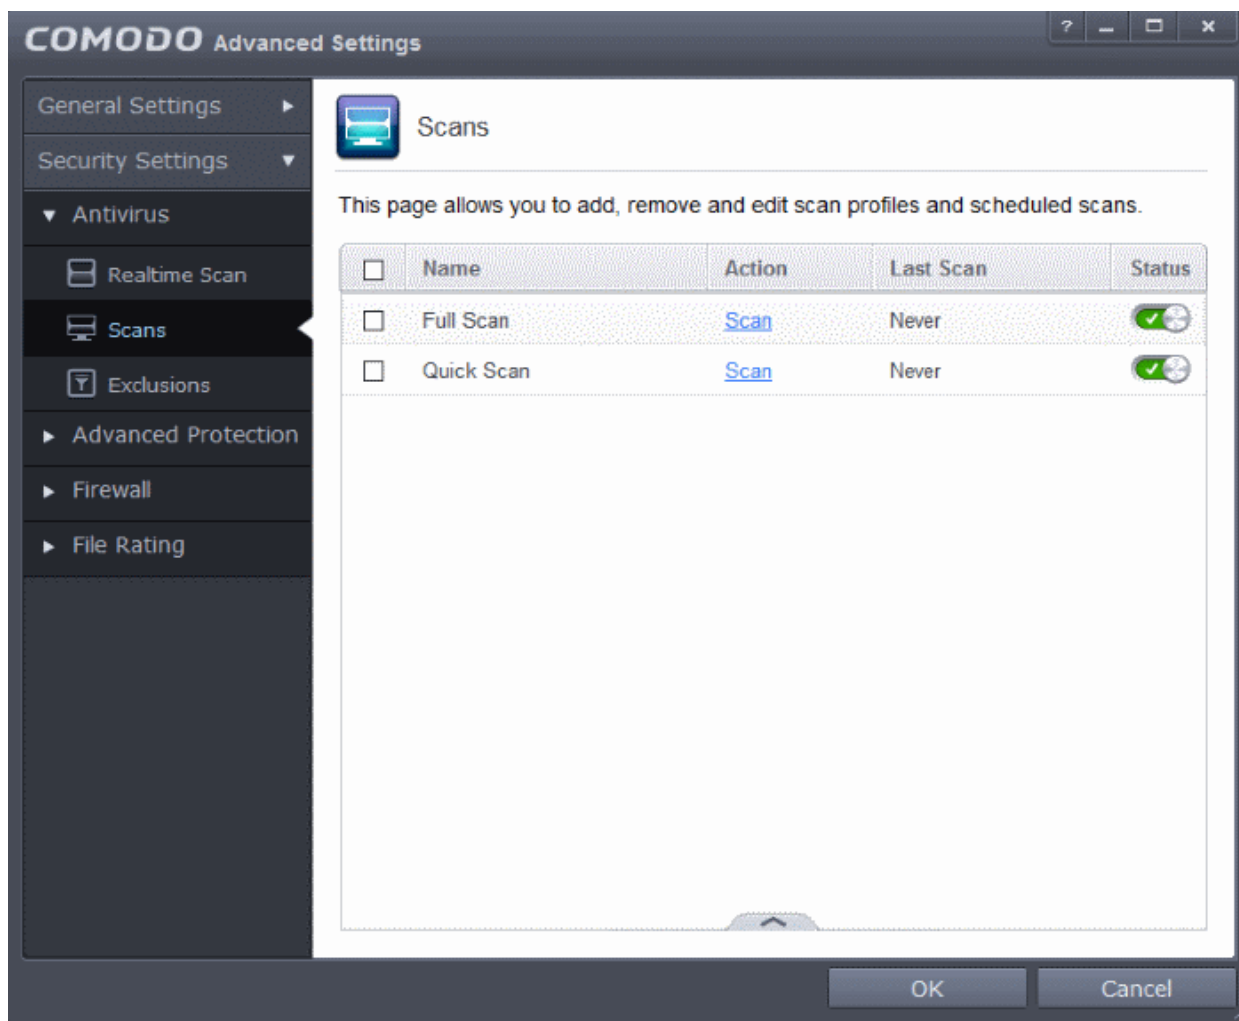 COMODO Advanced Settings
?
General Settings
Security Settings
Antivirus
Realtime Scan
Scans
Exclusions
Advanced Protection
Firewall
File Rating
Scans
This page allows you to add, remove and edit scan profiles and scheduled scans.
Name Action Last Scan Status
Full Scan Scan Never
Quick Scan Scan Never
OK Cancel